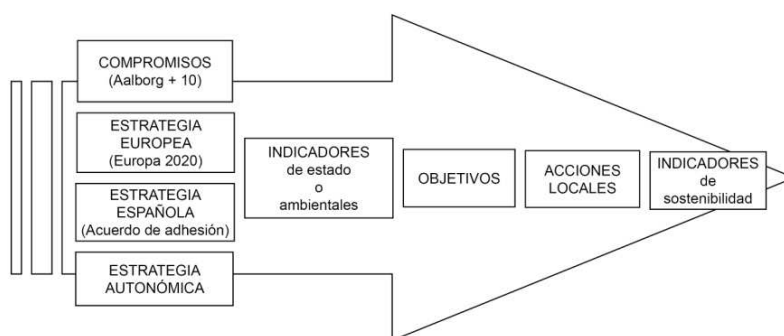 COMPROMISOS
(Aalborg + 10)
ESTRATEGIA
EUROPEA
(Europa 2020)
ESTRATEGIA
ESPAÑOLA
(Acuerdo de adhesión)
ESTRATEGIA
AUTONÓMICA
INDICADORES
de estado
o
ambientales
OBJETIVOS
ACCIONES
LOCALES
INDICADORES
de
sostenibilidad